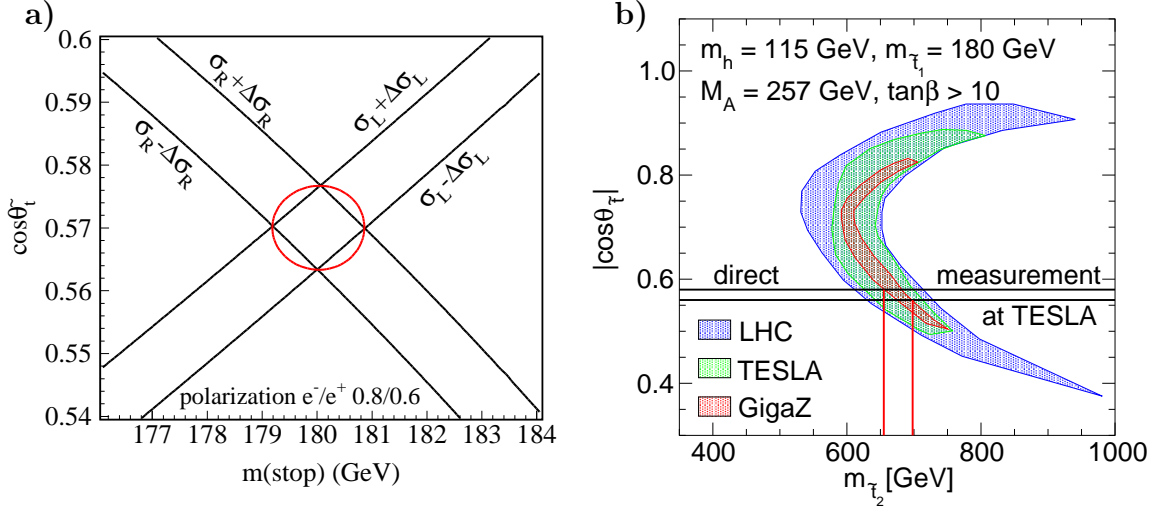 a)
0.6
0.59
0.58
0.57
0.56
0.55
0.54
cosθt̃
σR+ΔσR
σR-ΔσR
σL+ΔσL
σL-ΔσL
polarization e⁻/e⁺ 0.8/0.6
177 178 179 180 181 182 183 184
m(stop) (GeV)
b)
mh = 115 GeV, mt̃1 = 180 GeV
MA = 257 GeV, tanβ > 10
1.0
0.8
0.6
0.4
|cosθt̃|
direct measurement
at TESLA
LHC
TESLA
GigaZ
400 600 800 1000
mt̃2 [GeV]